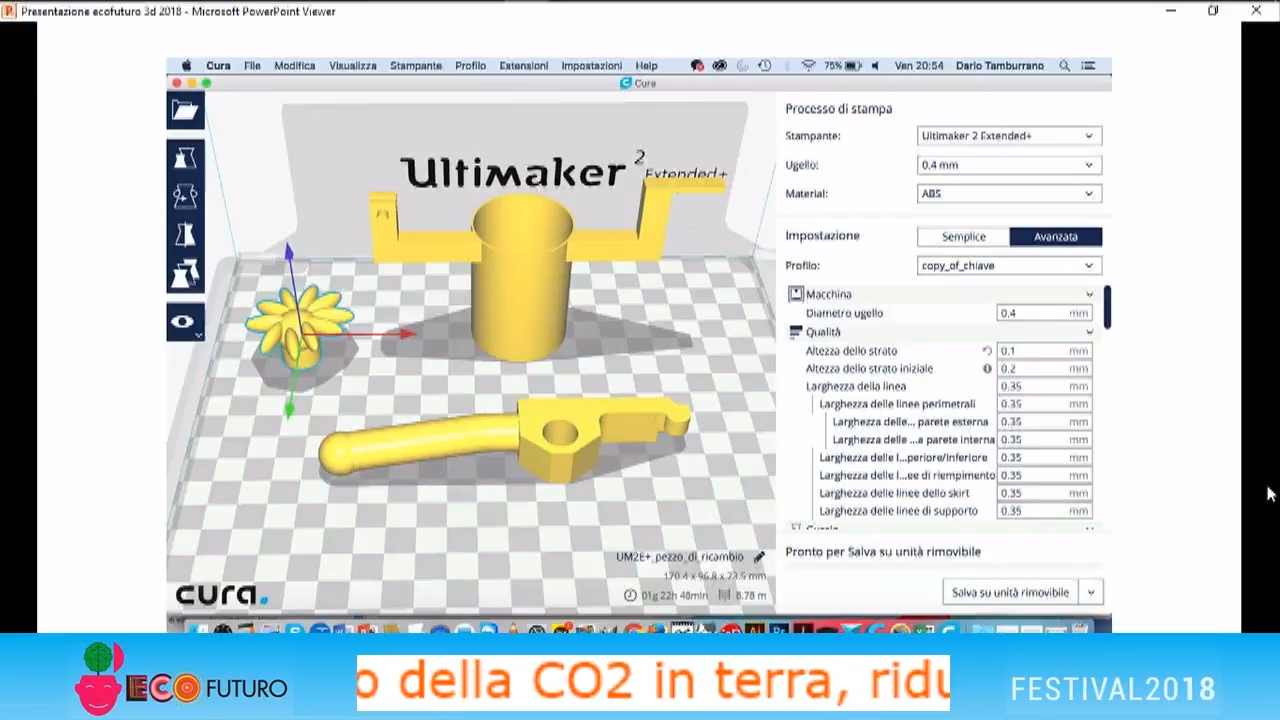 Presentazione ecofuturo 3d 2018 - Microsoft PowerPoint Viewer
Cura File Modifica Visualizza Stampante Profilo Estensioni Impostazioni Help 75% Ven 20:54 Dario Tamburrano
Cura
Processo di stampa
Stampante: Ultimaker 2 Extended+
Ugello: 0.4 mm
Material: ABS
Ultimaker 2 Extended+
Impostazione Semplice Avanzata
Profilo: copy_of_chiave
Macchina
Diametro ugello 0.4 mm
Qualità
Altezza dello strato 0.1 mm
Altezza dello strato iniziale 0.2 mm
Larghezza della linea 0.35 mm
Larghezza delle linee perimetrali 0.35 mm
Larghezza delle... parete esterna 0.35 mm
Larghezza delle ...a parete interna 0.35 mm
Larghezza delle l...periore/inferiore 0.35 mm
Larghezza delle l...ee di riempimento 0.35 mm
Larghezza delle linee dello skirt 0.35 mm
Larghezza delle linee di supporto 0.35 mm
UM2E+_pezzo_di_ricambio
170.4 x 96.8 x 73.5 mm
01g 22h 48min 8.78 m
Pronto per Salva su unità rimovibile
Salva su unità rimovibile
cura.
ECO FUTURO
o della CO2 in terra, ridu
FESTIVAL2018